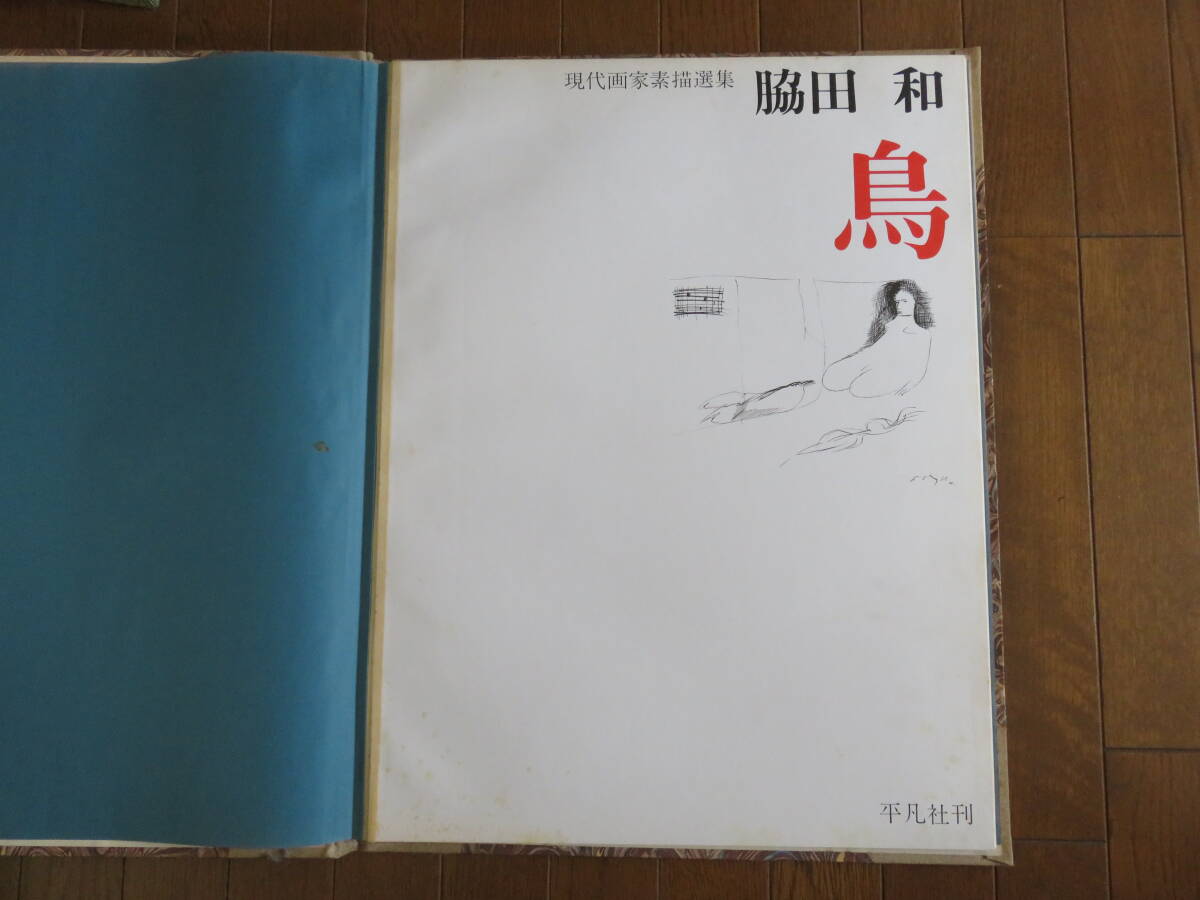 現代画家素描選集 脇田 和
鳥
平凡社刊